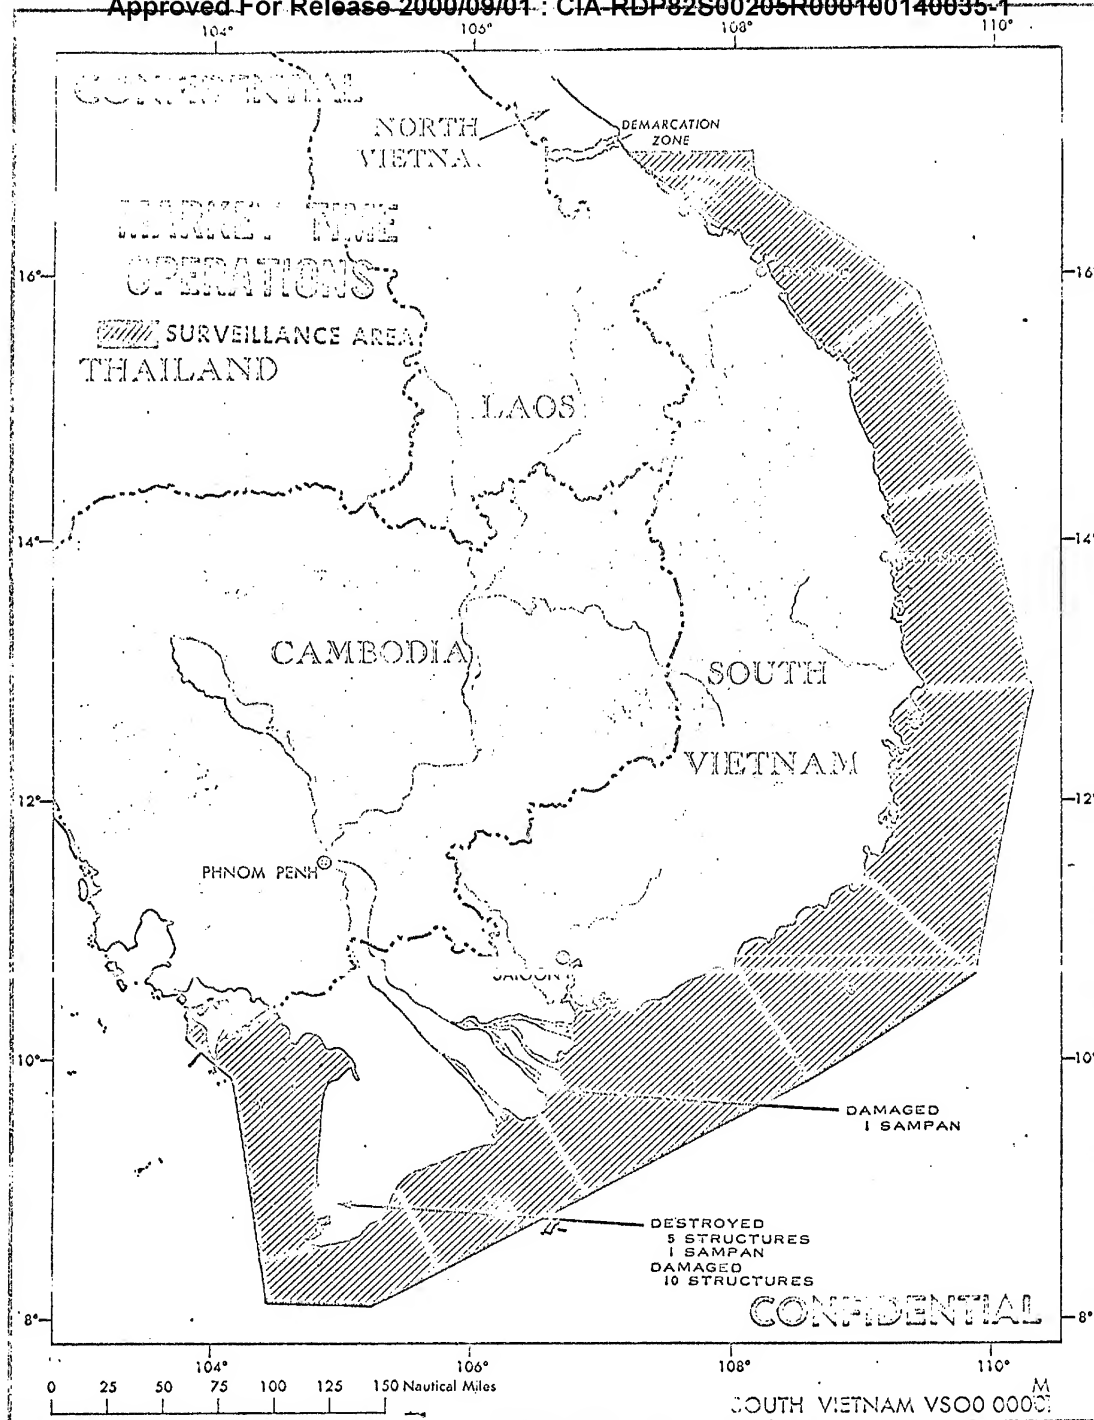 Approved For Release 2000/09/01 : CIA-RDP82S00205R000100140035-1
104° 106° 108° 110°
CONFIDENTIAL
NORTH
VIETNA.
DEMARCATION
ZONE
MARKET TIME
OPERATIONS
16° 16°
SURVEILLANCE AREA
THAILAND
LAOS
14° 14°
CAMBODIA
SOUTH
VIETNAM
12° 12°
PHNOM PENH
SAIGON
10° 10°
DAMAGED
1 SAMPAN
DESTROYED
5 STRUCTURES
1 SAMPAN
DAMAGED
10 STRUCTURES
CONFIDENTIAL
8° 8°
104° 106° 108° 110°
0 25 50 75 100 125 150 Nautical Miles
M
SOUTH VIETNAM VSO0